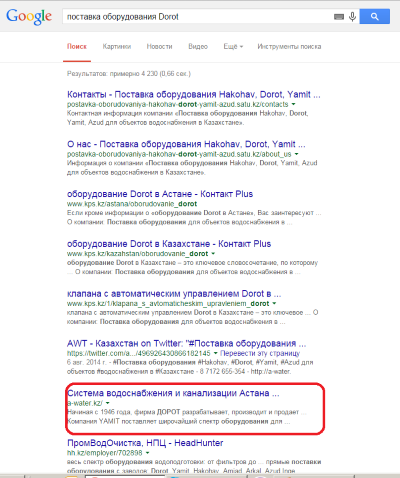 Google
поставка оборудования Dorot
Поиск Картинки Новости Видео Ещё Инструменты поиска
Результатов: примерно 4 230 (0,66 сек.)
Контакты - Поставка оборудования Hakohav, Dorot, Yamit ...
postavka-oborudovaniya-hakohav-dorot-yamit-azud.satu.kz/contacts
Контактная информация компании «Поставка оборудования Hakohav, Dorot,
Yamit, Azud для объектов водоснабжения в Казахстане».
О нас - Поставка оборудования Hakohav, Dorot, Yamit ...
postavka-oborudovaniya-hakohav-dorot-yamit-azud.satu.kz/about_us
Информация о компании «Поставка оборудования Hakohav, Dorot, Yamit, Azud
для объектов водоснабжения в Казахстане».
оборудование Dorot в Астане - Контакт Plus
www.kps.kz/astana/oborudovanie_dorot
Если кроме информации о «оборудование Dorot в Астане», Вас заинтересуют ...
О компании: Поставка оборудования для объектов водоснабжения в ...
оборудование Dorot в Казахстане - Контакт Plus
www.kps.kz/kazahstan/oborudovanie_dorot
оборудование Dorot в Казахстане – это ключевое словосочетание, по которому
... О компании: Поставка оборудования для объектов водоснабжения в ...
клапана с автоматическим управлением Dorot в ...
www.kps.kz/1/klapana_s_avtomaticheskim_upravleniem_dorot
клапана с автоматическим управлением Dorot в – это ключевое ... О
компании: Поставка оборудования для объектов водоснабжения в ...
AWT - Казахстан on Twitter: "#Поставка оборудования ...
https://twitter.com/a.../496926430866182145 Перевести эту страницу
6 авг. 2014 г. - #Поставка оборудования #Hakohav, #Dorot, #Yamit, #Azud для
объектов #водоснабжения в #Казахстане - 8 7172 655-354 - http://a-water.
Система водоснабжения и канализации Астана ...
a-water.kz/
Начиная с 1946 года, фирма ДОРОТ разрабатывает, производит и продает ...
Компания YAMIT поставляет широчайший спектр оборудования для ...
ПромВодОчистка, НПЦ - HeadHunter
hh.kz/employer/702898
весь спектр оборудования водоподготовки: от фильтров до ... прямые поставки
оборудования с заводов: Dorot, Yamit, Hakohav, Amiad, Arkal, Azud Inge